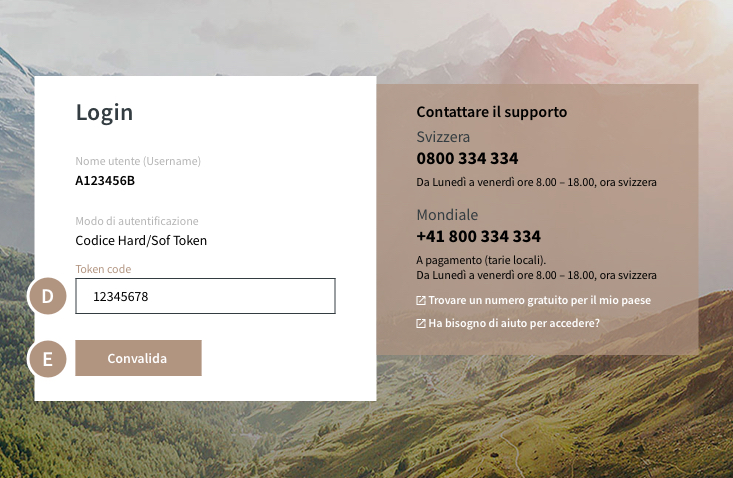 Login
Nome utente (Username)
A123456B
Modo di autentificazione
Codice Hard/Sof Token
Token code
D
12345678
E
Convalida
Contattare il supporto
Svizzera
0800 334 334
Da Lunedì a venerdì ore 8.00 – 18.00, ora svizzera
Mondiale
+41 800 334 334
A pagamento (tarie locali).
Da Lunedì a venerdì ore 8.00 – 18.00, ora svizzera
Trovare un numero gratuito per il mio paese
Ha bisogno di aiuto per accedere?